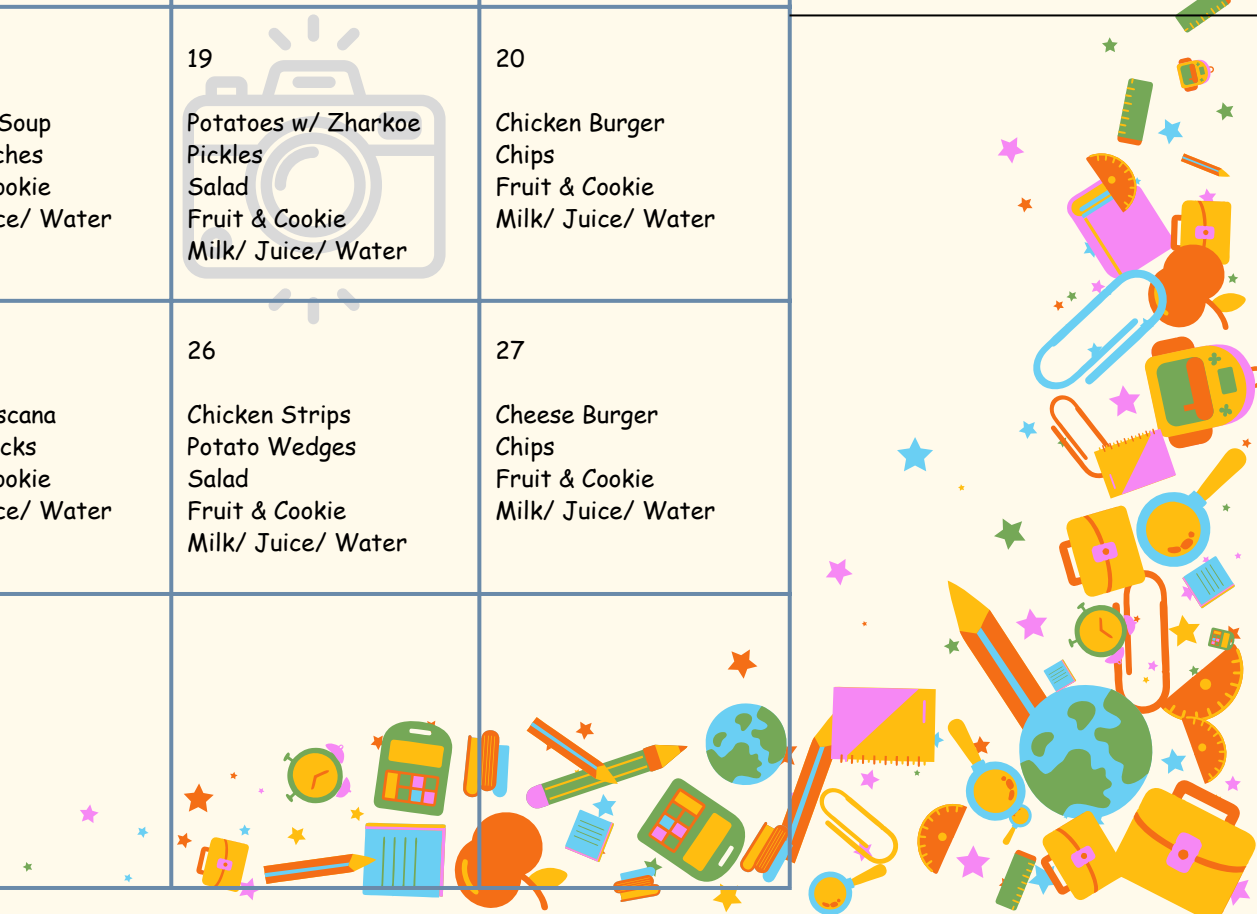 19
20
Soup
ches
ookie
ce/ Water
Potatoes w/ Zharkoe
Pickles
Salad
Fruit & Cookie
Milk/ Juice/ Water
Chicken Burger
Chips
Fruit & Cookie
Milk/ Juice/ Water
26
27
scana
cks
ookie
ce/ Water
Chicken Strips
Potato Wedges
Salad
Fruit & Cookie
Milk/ Juice/ Water
Cheese Burger
Chips
Fruit & Cookie
Milk/ Juice/ Water